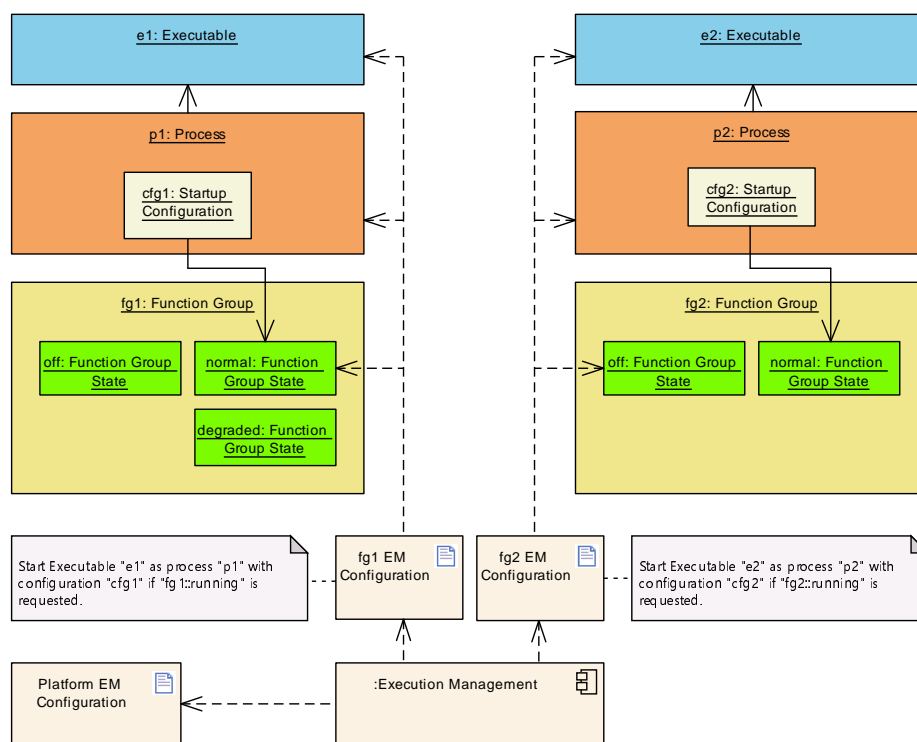 e1: Executable
e2: Executable
p1: Process
p2: Process
cfg1: Startup
Configuration
cfg2: Startup
Configuration
fg1: Function Group
fg2: Function Group
off: Function Group
State
normal: Function
Group State
off: Function Group
State
normal: Function
Group State
degraded: Function
Group State
fg1 EM
Configuration
fg2 EM
Configuration
Start Executable "e1" as process "p1" with
configuration "cfg1" if "fg1::running" is
requested.
Start Executable "e2" as process "p2" with
configuration "cfg2" if "fg2::running" is
requested.
Platform EM
Configuration
:Execution Management